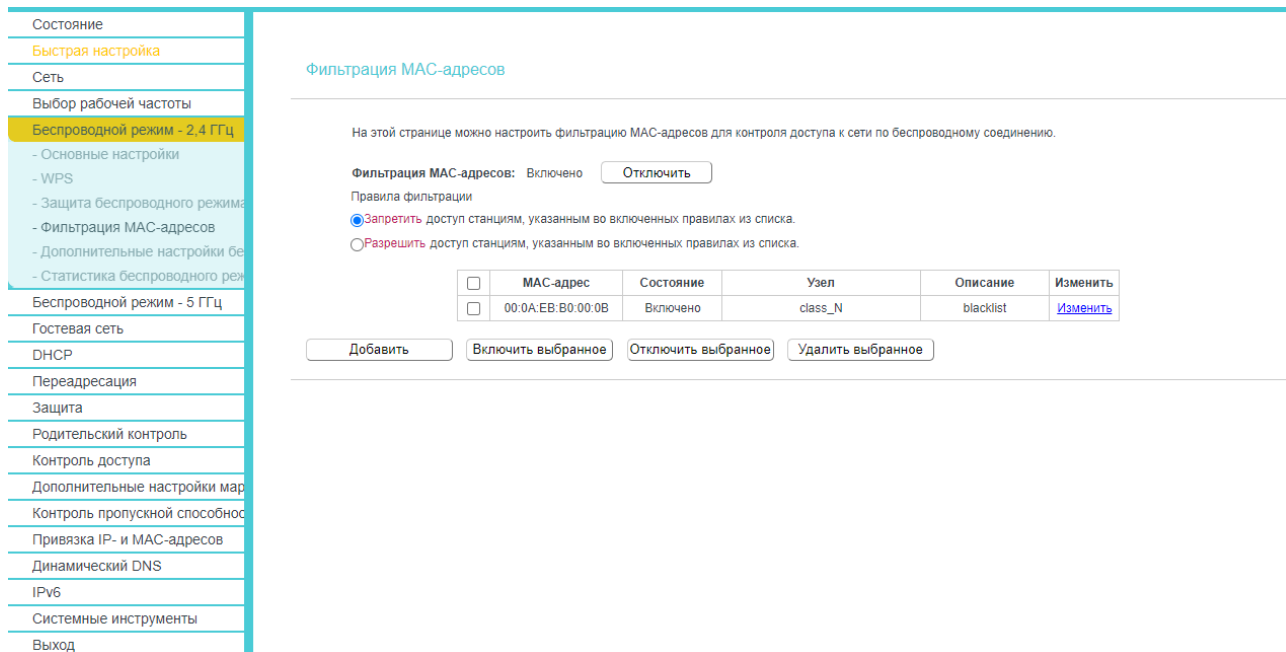 Состояние
Быстрая настройка
Сеть
Выбор рабочей частоты
Беспроводной режим - 2,4 ГГц
- Основные настройки
- WPS
- Защита беспроводного режима
- Фильтрация MAC-адресов
- Дополнительные настройки бе
- Статистика беспроводного реж
Беспроводной режим - 5 ГГц
Гостевая сеть
DHCP
Переадресация
Защита
Родительский контроль
Контроль доступа
Дополнительные настройки мар
Контроль пропускной способнос
Привязка IP- и MAC-адресов
Динамический DNS
IPv6
Системные инструменты
Выход
Фильтрация MAC-адресов
На этой странице можно настроить фильтрацию MAC-адресов для контроля доступа к сети по беспроводному соединению.
Фильтрация MAC-адресов: Включено Отключить
Правила фильтрации
Запретить доступ станциям, указанным во включенных правилах из списка.
Разрешить доступ станциям, указанным во включенных правилах из списка.
MAC-адрес Состояние Узел Описание Изменить
00:0A:EB:B0:00:0B Включено class_N blacklist Изменить
Добавить Включить выбранное Отключить выбранное Удалить выбранное